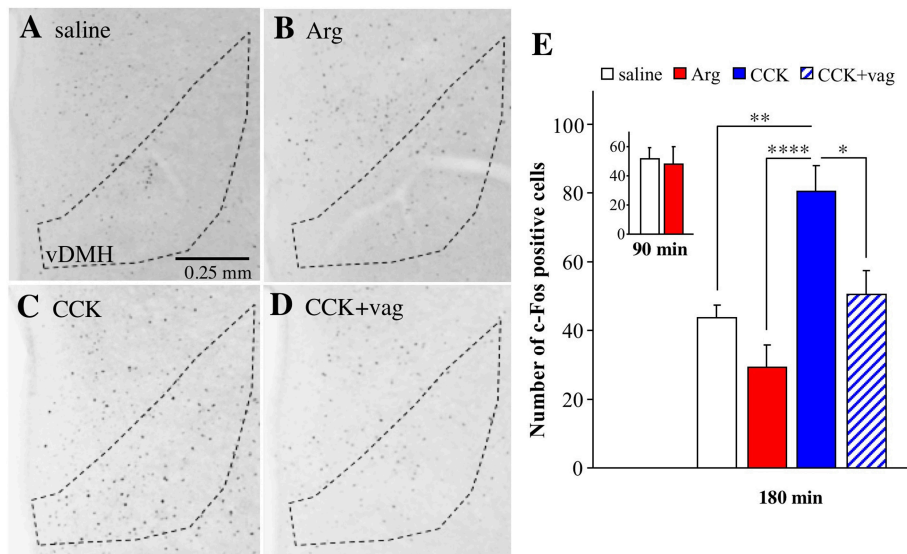 A saline
B Arg
vDMH
0.25 mm
C CCK
D CCK+vag
E
saline Arg CCK CCK+vag
Number of c-Fos positive cells
100
80
60
40
20
0
**
****
*
60
40
20
0
90 min
180 min